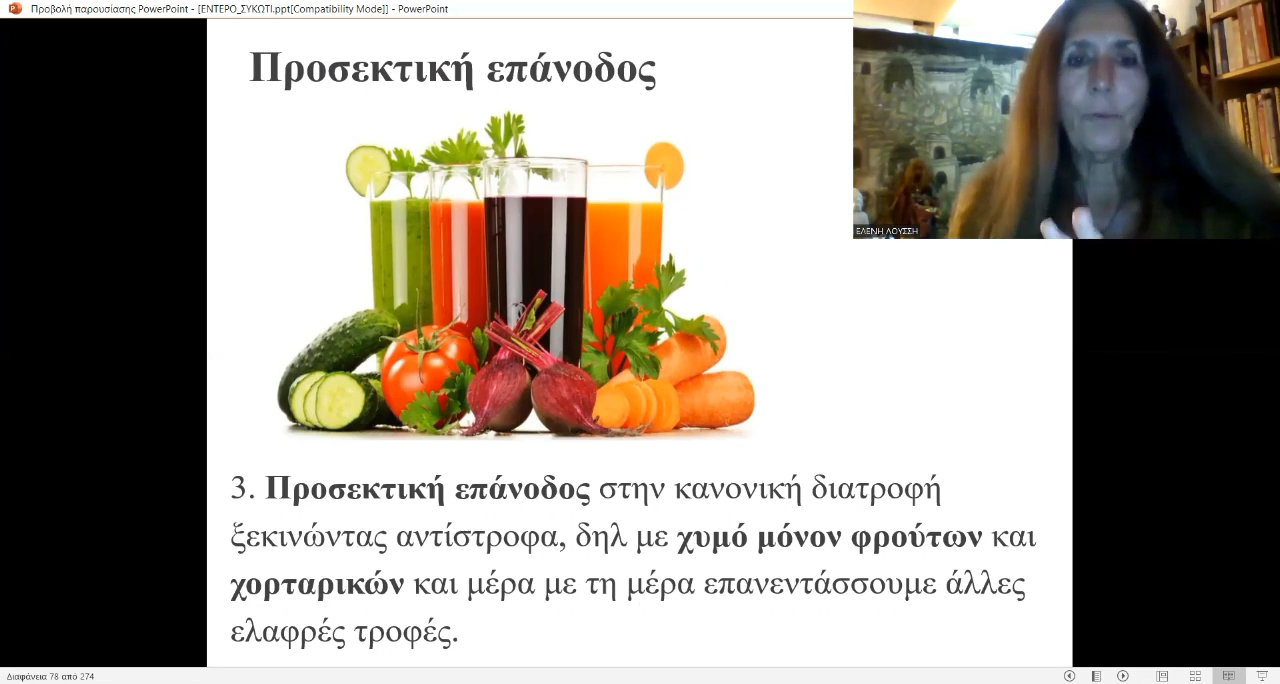 Προβολή παρουσίασης PowerPoint - [ΕΝΤΕΡΟ_ΣΥΚΩΤΙ.ppt[Compatibility Mode]] - PowerPoint
Προσεκτική επάνοδος
ΕΛΕΝΗ ΛΟΥΣΣΗ
3. Προσεκτική επάνοδος στην κανονική διατροφή
ξεκινώντας αντίστροφα, δηλ με χυμό μόνον φρούτων και
χορταρικών και μέρα με τη μέρα επανεντάσσουμε άλλες
ελαφρές τροφές.
Διαφάνεια 78 από 274